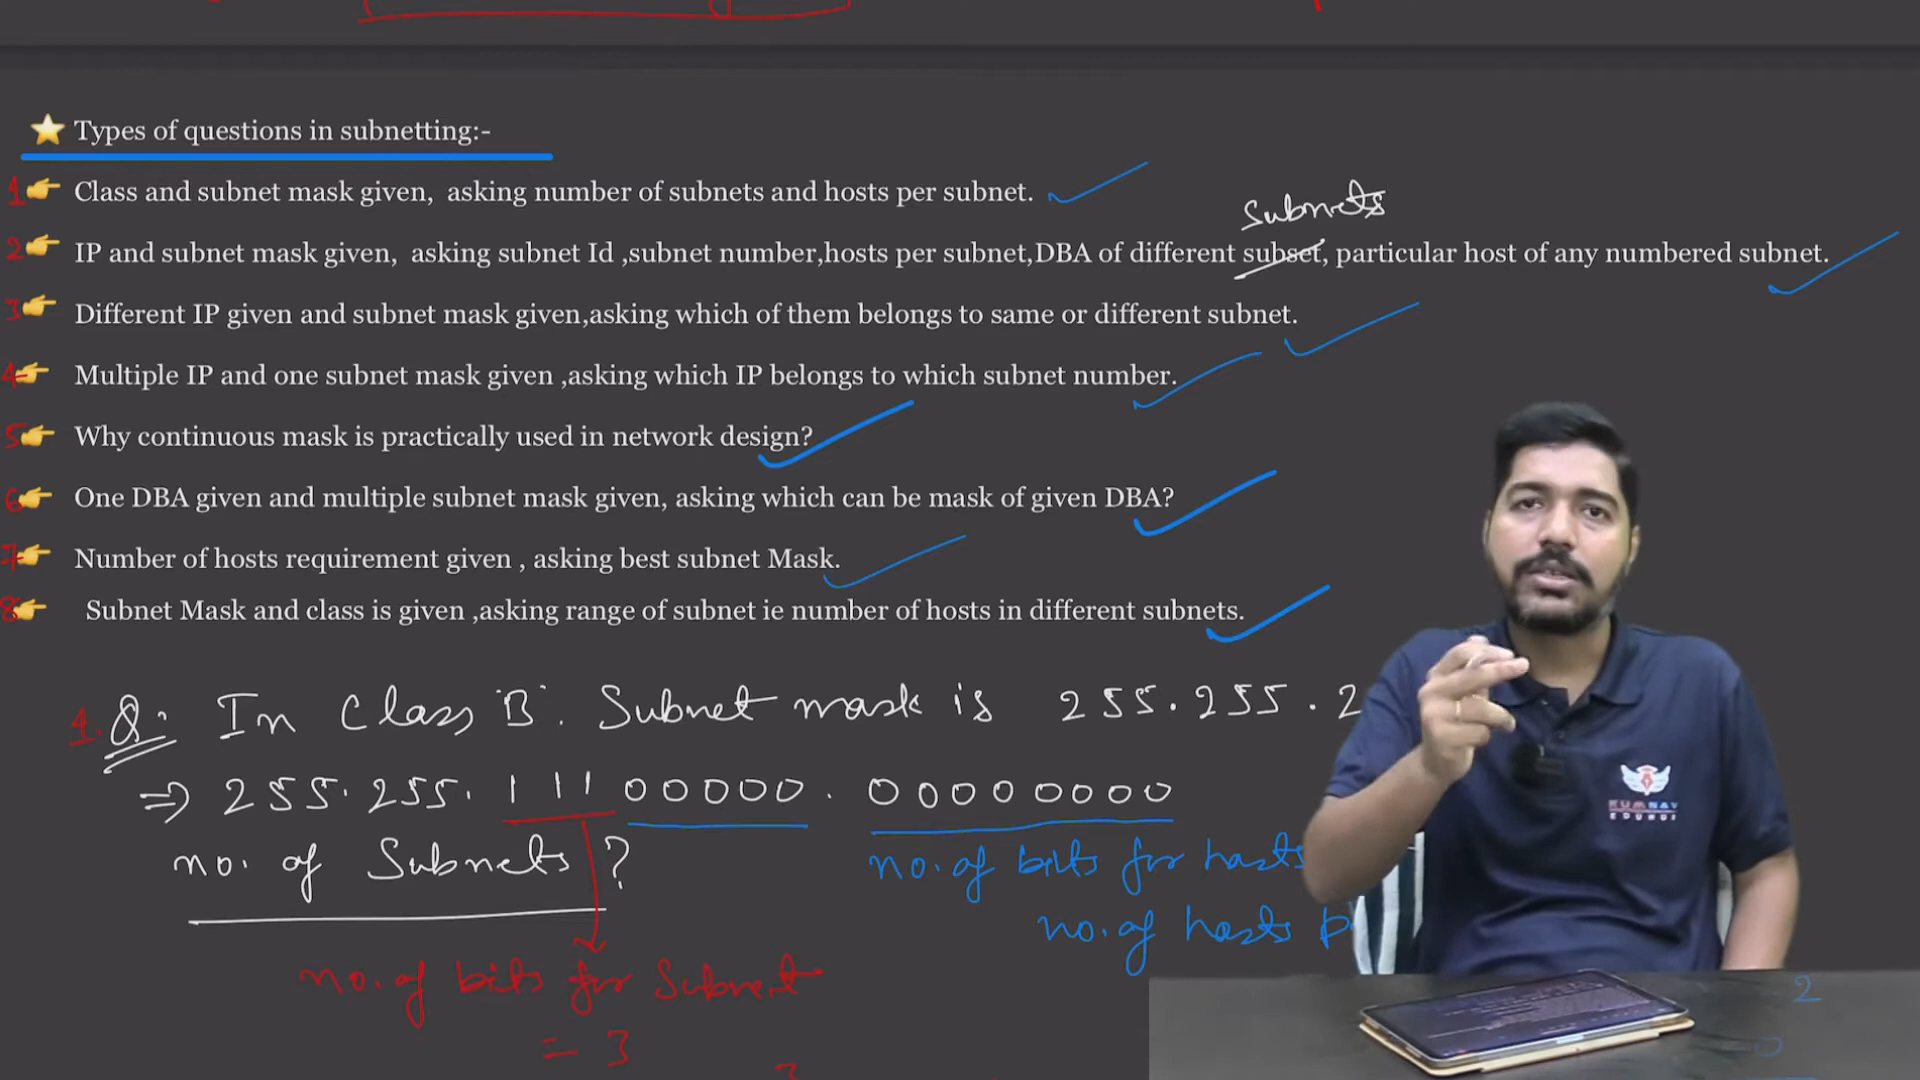 ⭐ Types of questions in subnetting:-
1 👉 Class and subnet mask given, asking number of subnets and hosts per subnet.
Subnets
2 👉 IP and subnet mask given, asking subnet Id ,subnet number,hosts per subnet,DBA of different subset, particular host of any numbered subnet.
3 👉 Different IP given and subnet mask given,asking which of them belongs to same or different subnet.
4 👉 Multiple IP and one subnet mask given ,asking which IP belongs to which subnet number.
5 👉 Why continuous mask is practically used in network design?
6 👉 One DBA given and multiple subnet mask given, asking which can be mask of given DBA?
7 👉 Number of hosts requirement given , asking best subnet Mask.
8 👉 Subnet Mask and class is given ,asking range of subnet ie number of hosts in different subnets.
1. Q: In Class 'B'. Subnet mask is 255.255.2
⇒ 255.255.11100000.00000000
no. of Subnets ?
no. of bits for hosts
no. of hosts
no. of bits for Subnet
= 3
2
0
KUMSAV
EDUHUB